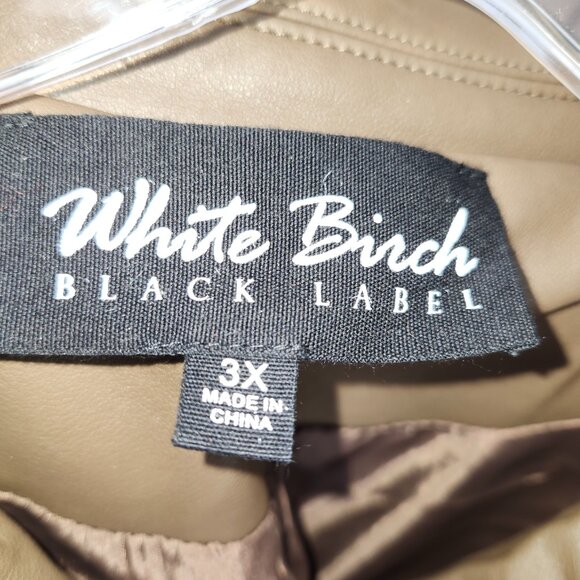 White Birch
BLACK LABEL
3X
MADE IN
CHINA